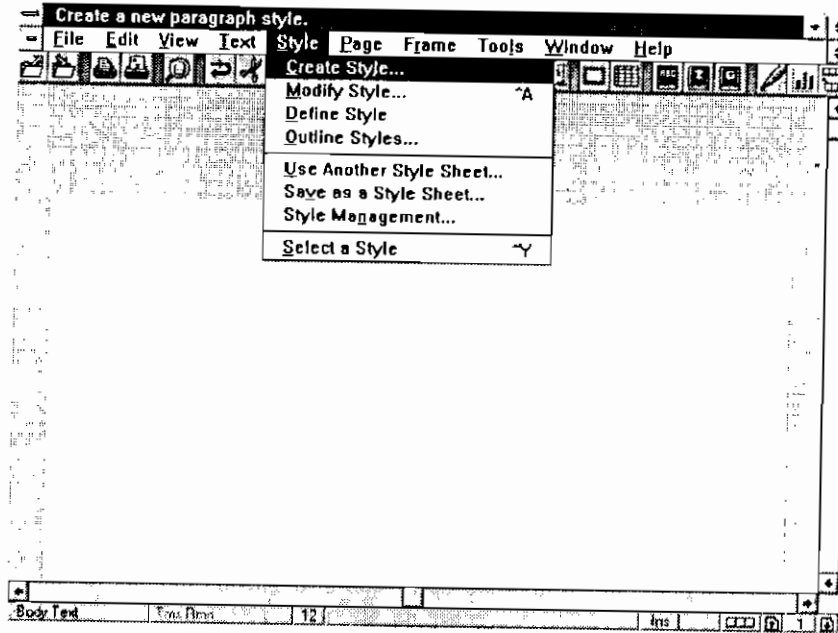 Create a new paragraph style.
File Edit View Text Style Page Frame Tools Window Help
Create Style...
Modify Style... ^A
Define Style
Outline Styles...
Use Another Style Sheet...
Save as a Style Sheet...
Style Management...
Select a Style ^Y
Body Text Tms Rmn 12 Ins 1